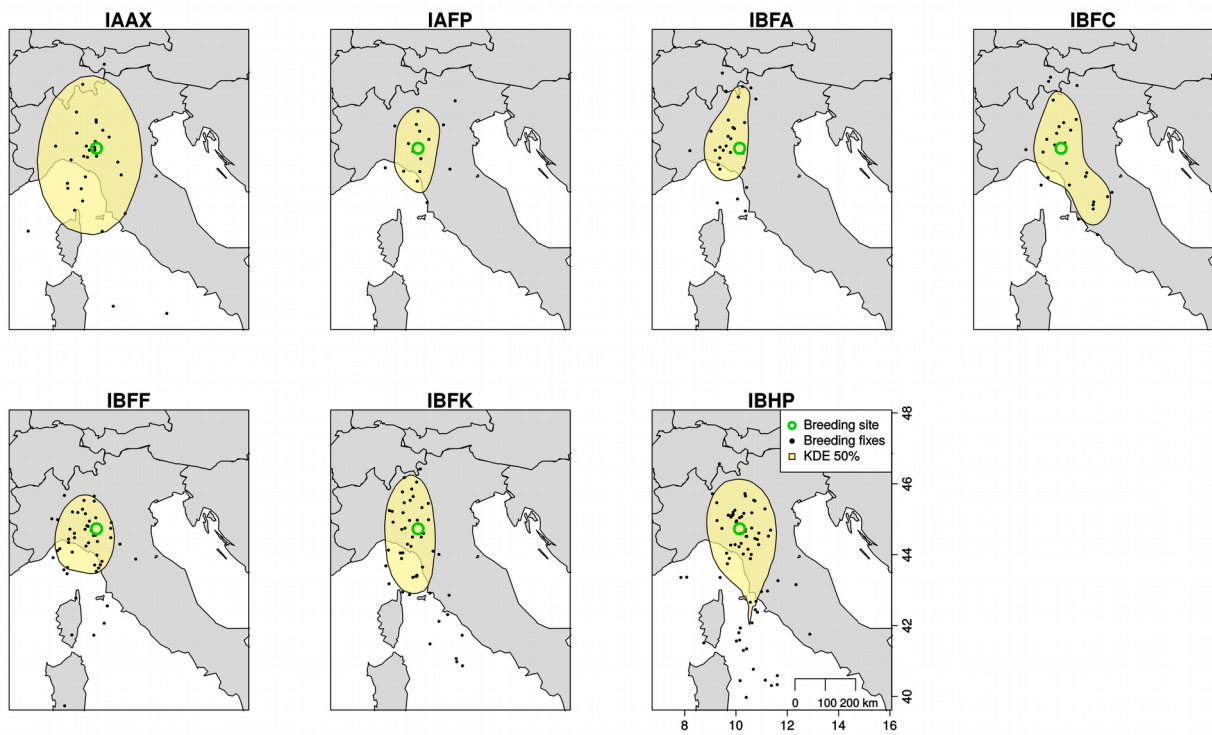 IAAX
IAFP
IBFA
IBFC
IBFF
IBFK
IBHP
Breeding site
Breeding fixes
KDE 50%
48
46
44
42
40
0 100 200 km
8 10 12 14 16